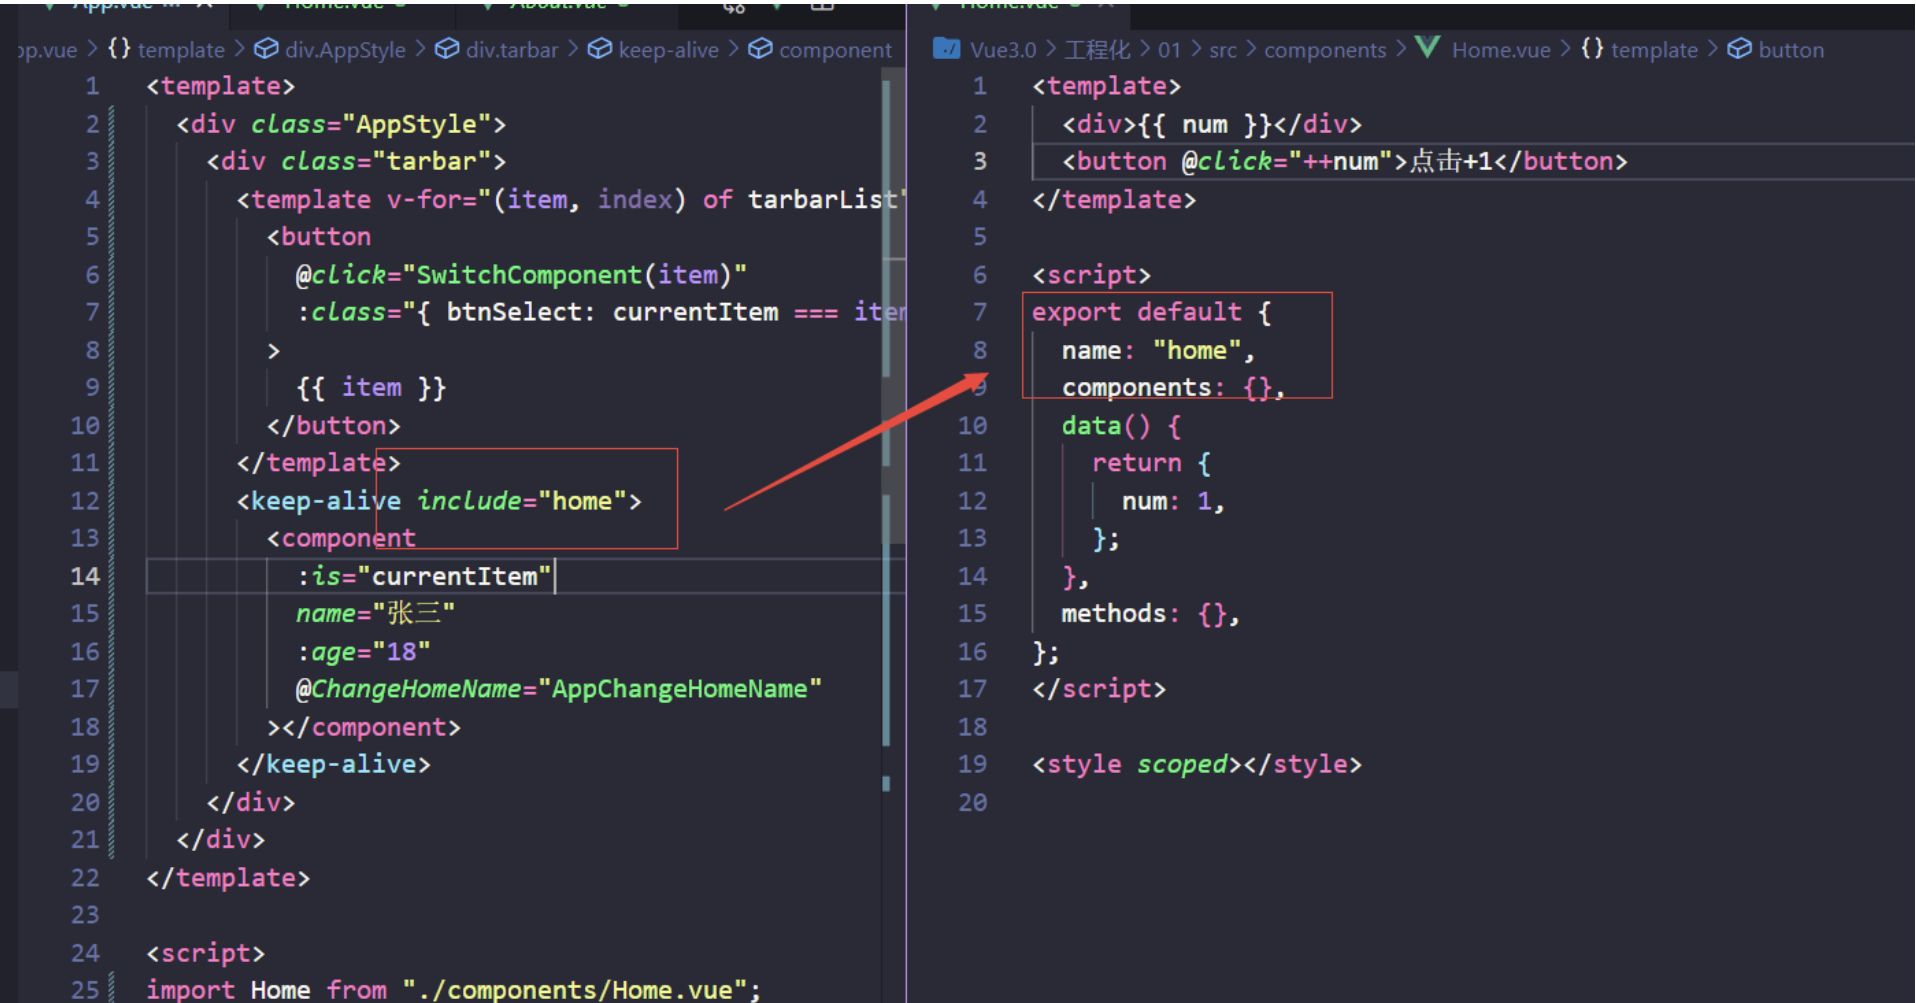 App.vue
Home.vue
About.vue
pp.vue > {} template > div.AppStyle > div.tarbar > keep-alive > component
1 <template>
2 <div class="AppStyle">
3 <div class="tarbar">
4 <template v-for="(item, index) of tarbarList"
5 <button
6 @click="SwitchComponent(item)"
7 :class="{ btnSelect: currentItem === item
8 >
9 {{ item }}
10 </button>
11 </template>
12 <keep-alive include="home">
13 <component
14 :is="currentItem"
15 name="张三"
16 :age="18"
17 @ChangeHomeName="AppChangeHomeName"
18 ></component>
19 </keep-alive>
20 </div>
21 </div>
22 </template>
23
24 <script>
25 import Home from "./components/Home.vue";
Home.vue
Vue3.0 > 工程化 > 01 > src > components > Home.vue > {} template > button
1 <template>
2 <div>{{ num }}</div>
3 <button @click="++num">点击+1</button>
4 </template>
5
6 <script>
7 export default {
8 name: "home",
9 components: {},
10 data() {
11 return {
12 num: 1,
13 };
14 },
15 methods: {},
16 };
17 </script>
18
19 <style scoped></style>
20